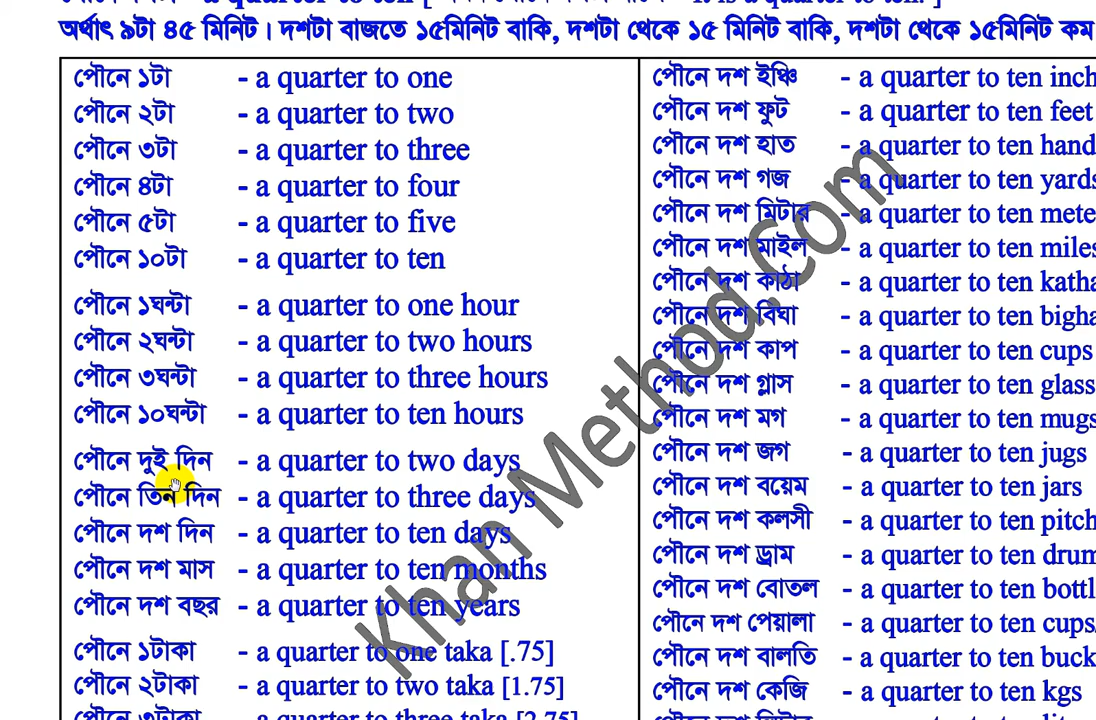 অর্থাৎ ৯টা ৪৫ মিনিট। দশটা বাজতে ১৫মিনিট বাকি, দশটা থেকে ১৫ মিনিট বাকি, দশটা থেকে ১৫মিনিট কম
পৌনে ১টা - a quarter to one
পৌনে ২টা - a quarter to two
পৌনে ৩টা - a quarter to three
পৌনে ৪টা - a quarter to four
পৌনে ৫টা - a quarter to five
পৌনে ১০টা - a quarter to ten
পৌনে ১ঘন্টা - a quarter to one hour
পৌনে ২ঘন্টা - a quarter to two hours
পৌনে ৩ঘন্টা - a quarter to three hours
পৌনে ১০ঘন্টা - a quarter to ten hours
পৌনে দুই দিন - a quarter to two days
পৌনে তিন দিন - a quarter to three days
পৌনে দশ দিন - a quarter to ten days
পৌনে দশ মাস - a quarter to ten months
পৌনে দশ বছর - a quarter to ten years
পৌনে ১টাকা - a quarter to one taka [.75]
পৌনে ২টাকা - a quarter to two taka [1.75]
পৌনে ৩টাকা - a quarter to three taka [2.75]
পৌনে দশ ইঞ্চি - a quarter to ten inch
পৌনে দশ ফুট - a quarter to ten feet
পৌনে দশ হাত - a quarter to ten hand
পৌনে দশ গজ - a quarter to ten yards
পৌনে দশ মিটার - a quarter to ten mete
পৌনে দশ মাইল - a quarter to ten miles
পৌনে দশ কাঠা - a quarter to ten katha
পৌনে দশ বিঘা - a quarter to ten bigha
পৌনে দশ কাপ - a quarter to ten cups
পৌনে দশ গ্লাস - a quarter to ten glass
পৌনে দশ মগ - a quarter to ten mugs
পৌনে দশ জগ - a quarter to ten jugs
পৌনে দশ বয়েম - a quarter to ten jars
পৌনে দশ কলসী - a quarter to ten pitch
পৌনে দশ ড্রাম - a quarter to ten drum
পৌনে দশ বোতল - a quarter to ten bottl
পৌনে দশ পেয়ালা - a quarter to ten cups/
পৌনে দশ বালতি - a quarter to ten buck
পৌনে দশ কেজি - a quarter to ten kgs
Khan Method.Com